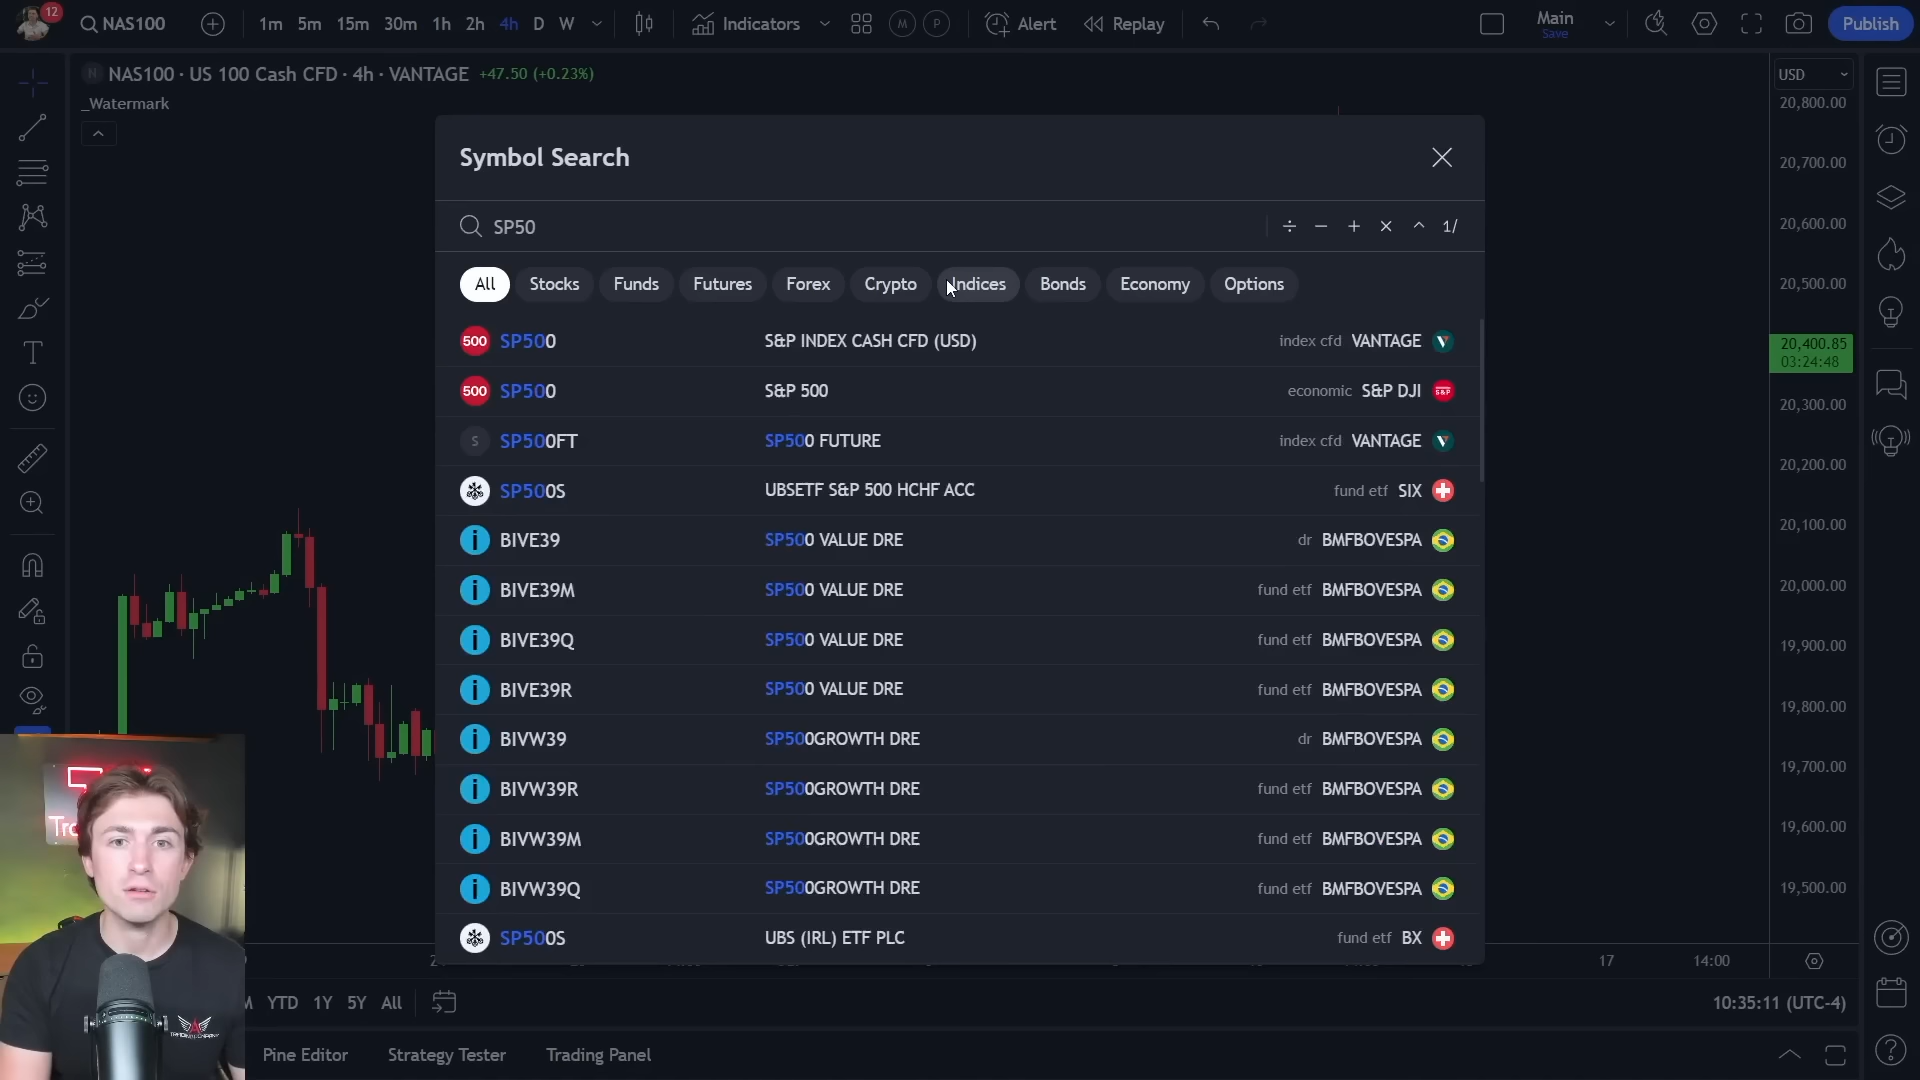 12
NAS100
1m 5m 15m 30m 1h 2h 4h D W
Indicators
M P
Alert
Replay
Main
Save
Publish
N NAS100 · US 100 Cash CFD · 4h · VANTAGE +47.50 (+0.23%)
_Watermark
USD
20,800.00
20,700.00
20,600.00
20,500.00
20,400.85
03:24:48
20,300.00
20,200.00
20,100.00
20,000.00
19,900.00
19,800.00
19,700.00
19,600.00
19,500.00
Symbol Search
SP50
÷ − + × ^ 1/
All Stocks Funds Futures Forex Crypto Indices Bonds Economy Options
500 SP500 S&P INDEX CASH CFD (USD) index cfd VANTAGE
500 SP500 S&P 500 economic S&P DJI S&P
S SP500FT SP500 FUTURE index cfd VANTAGE
SP500S UBSETF S&P 500 HCHF ACC fund etf SIX
i BIVE39 SP500 VALUE DRE dr BMFBOVESPA
i BIVE39M SP500 VALUE DRE fund etf BMFBOVESPA
i BIVE39Q SP500 VALUE DRE fund etf BMFBOVESPA
i BIVE39R SP500 VALUE DRE fund etf BMFBOVESPA
i BIVW39 SP500GROWTH DRE dr BMFBOVESPA
i BIVW39R SP500GROWTH DRE fund etf BMFBOVESPA
i BIVW39M SP500GROWTH DRE fund etf BMFBOVESPA
i BIVW39Q SP500GROWTH DRE fund etf BMFBOVESPA
SP500S UBS (IRL) ETF PLC fund etf BX
17 14:00
YTD 1Y 5Y All
10:35:11 (UTC-4)
Pine Editor Strategy Tester Trading Panel